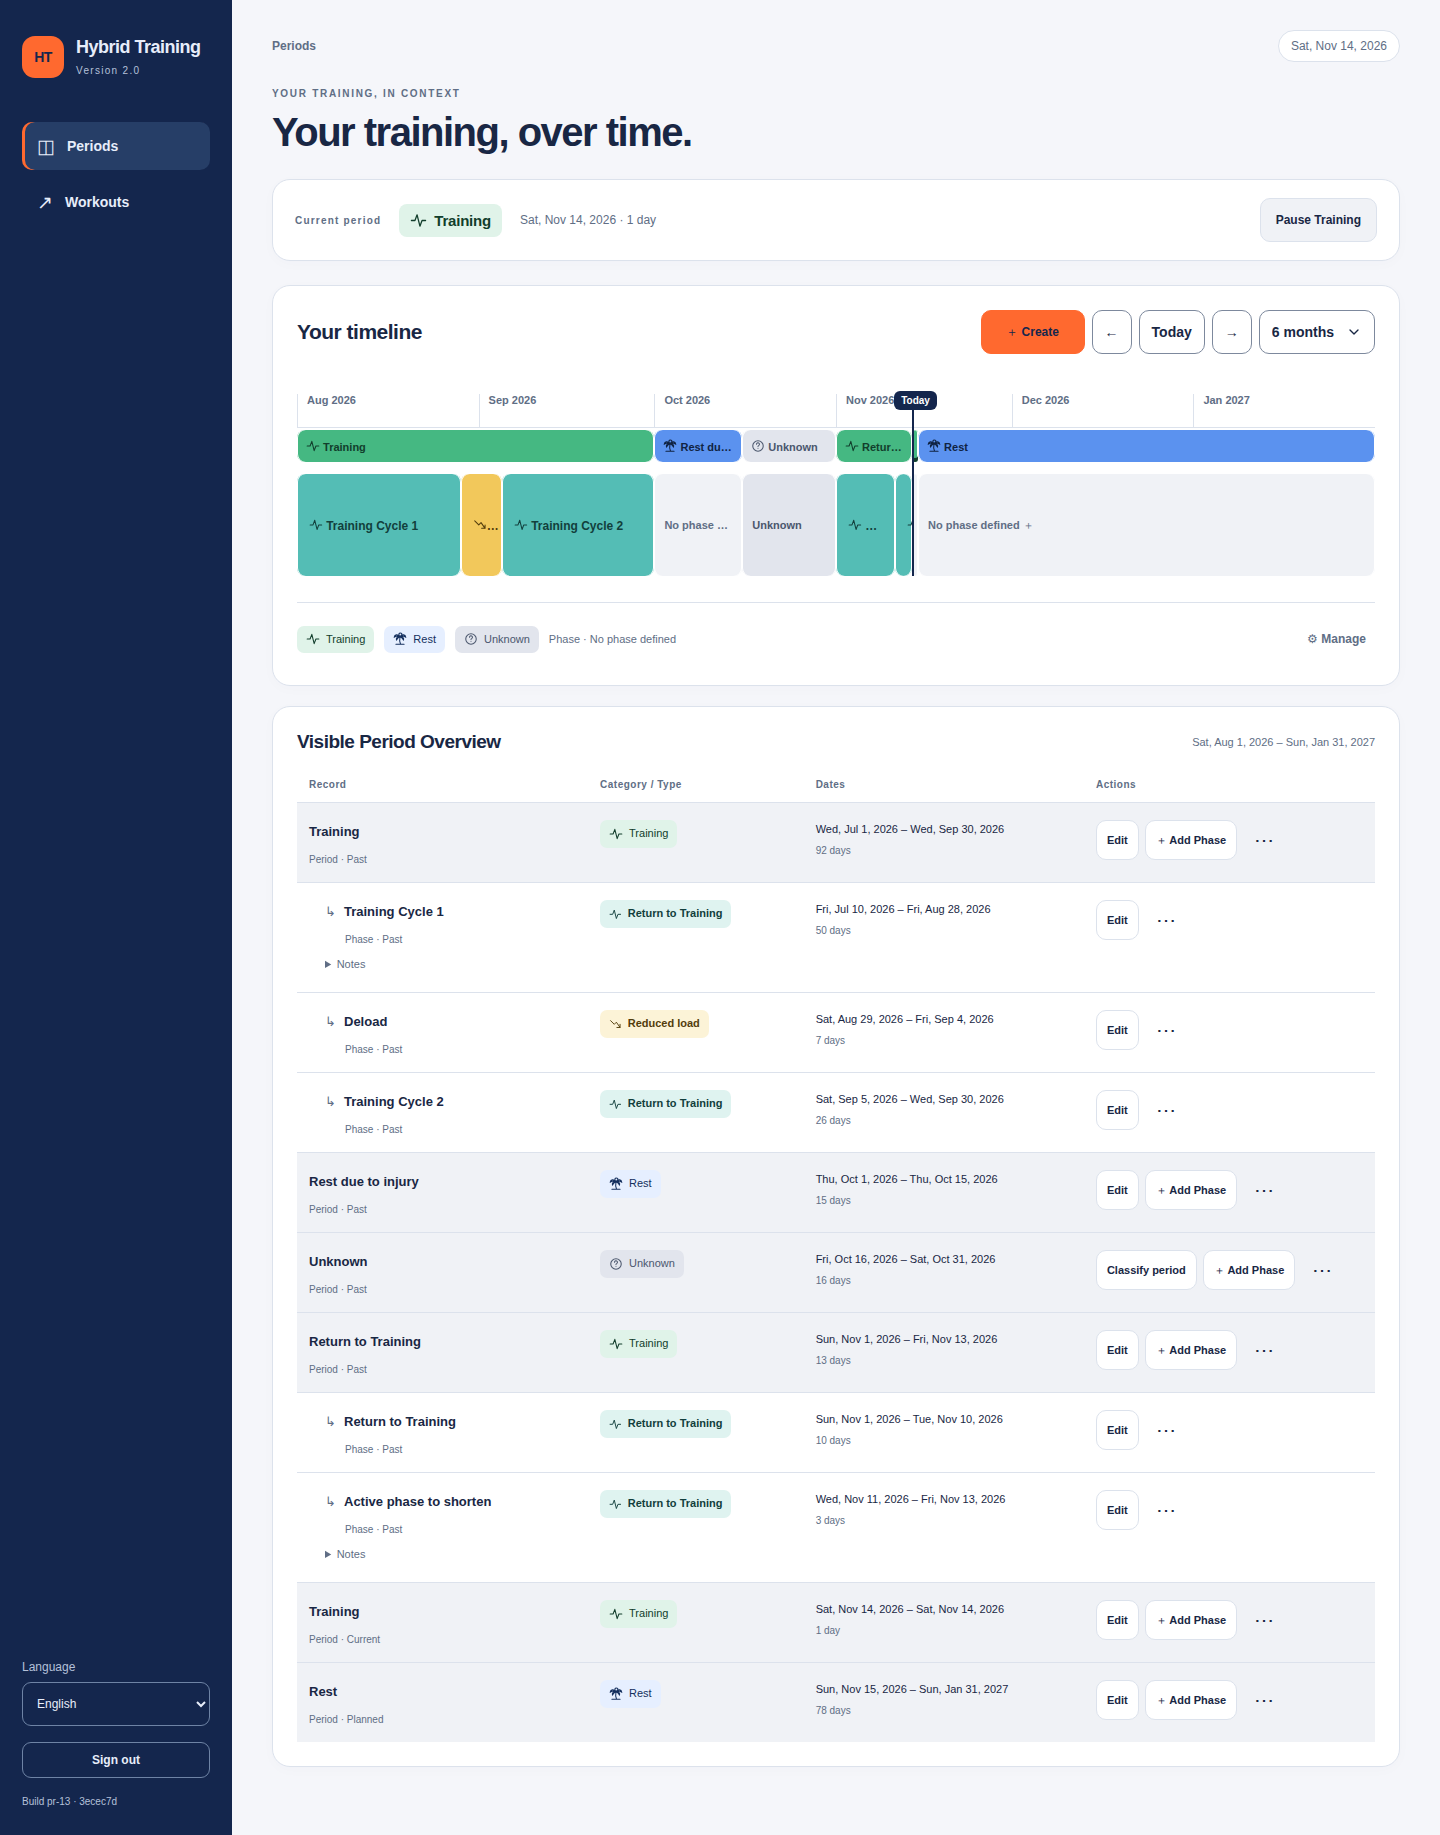 HT
Hybrid Training
Version 2.0
Periods
Workouts
Language
English
Sign out
Build pr-13 · 3ecec7d
Periods
Sat, Nov 14, 2026
YOUR TRAINING, IN CONTEXT
Your training, over time.
Current period
Training
Sat, Nov 14, 2026 · 1 day
Pause Training
Your timeline
+ Create
←
Today
→
6 months
Aug 2026
Sep 2026
Oct 2026
Nov 2026
Today
Dec 2026
Jan 2027
Training
Rest du…
Unknown
Retur…
Rest
Training Cycle 1
…
Training Cycle 2
No phase …
Unknown
…
No phase defined +
Training
Rest
Unknown
Phase · No phase defined
⚙ Manage
Visible Period Overview
Sat, Aug 1, 2026 – Sun, Jan 31, 2027
Record Category / Type Dates Actions
Training
Period · Past
Training
Wed, Jul 1, 2026 – Wed, Sep 30, 2026
92 days
Edit
+ Add Phase
···
↳ Training Cycle 1
Phase · Past
▶ Notes
Return to Training
Fri, Jul 10, 2026 – Fri, Aug 28, 2026
50 days
Edit
···
↳ Deload
Phase · Past
Reduced load
Sat, Aug 29, 2026 – Fri, Sep 4, 2026
7 days
Edit
···
↳ Training Cycle 2
Phase · Past
Return to Training
Sat, Sep 5, 2026 – Wed, Sep 30, 2026
26 days
Edit
···
Rest due to injury
Period · Past
Rest
Thu, Oct 1, 2026 – Thu, Oct 15, 2026
15 days
Edit
+ Add Phase
···
Unknown
Period · Past
Unknown
Fri, Oct 16, 2026 – Sat, Oct 31, 2026
16 days
Classify period
+ Add Phase
···
Return to Training
Period · Past
Training
Sun, Nov 1, 2026 – Fri, Nov 13, 2026
13 days
Edit
+ Add Phase
···
↳ Return to Training
Phase · Past
Return to Training
Sun, Nov 1, 2026 – Tue, Nov 10, 2026
10 days
Edit
···
↳ Active phase to shorten
Phase · Past
▶ Notes
Return to Training
Wed, Nov 11, 2026 – Fri, Nov 13, 2026
3 days
Edit
···
Training
Period · Current
Training
Sat, Nov 14, 2026 – Sat, Nov 14, 2026
1 day
Edit
+ Add Phase
···
Rest
Period · Planned
Rest
Sun, Nov 15, 2026 – Sun, Jan 31, 2027
78 days
Edit
+ Add Phase
···